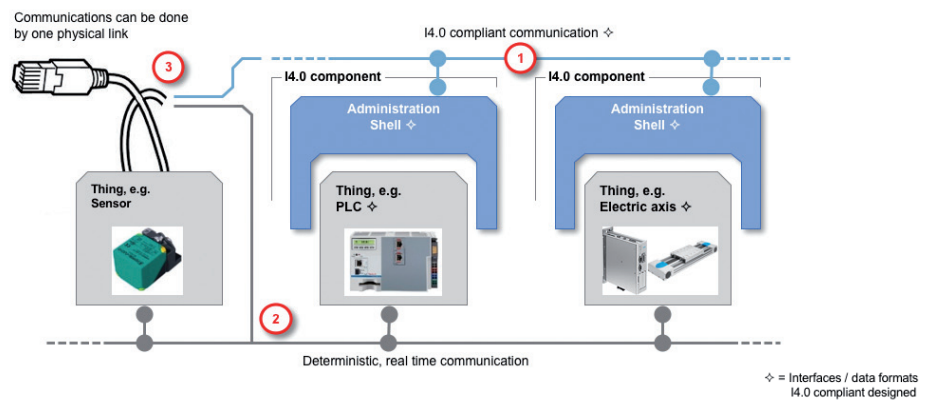 Communications can be done
by one physical link
3
I4.0 compliant communication ✧
1
I4.0 component
I4.0 component
Administration
Shell ✧
Administration
Shell ✧
Thing, e.g.
Sensor
Thing, e.g.
PLC ✧
Thing, e.g.
Electric axis ✧
2
Deterministic, real time communication
✧ = Interfaces / data formats
I4.0 compliant designed